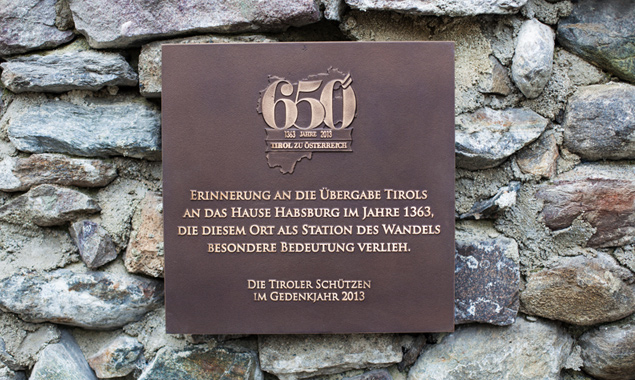 650
1363 JAHRE 2013
TIROL ZU ÖSTERREICH
ERINNERUNG AN DIE ÜBERGABE TIROLS
AN DAS HAUSE HABSBURG IM JAHRE 1363,
DIE DIESEM ORT ALS STATION DES WANDELS
BESONDERE BEDEUTUNG VERLIEH.
DIE TIROLER SCHÜTZEN
IM GEDENKJAHR 2013